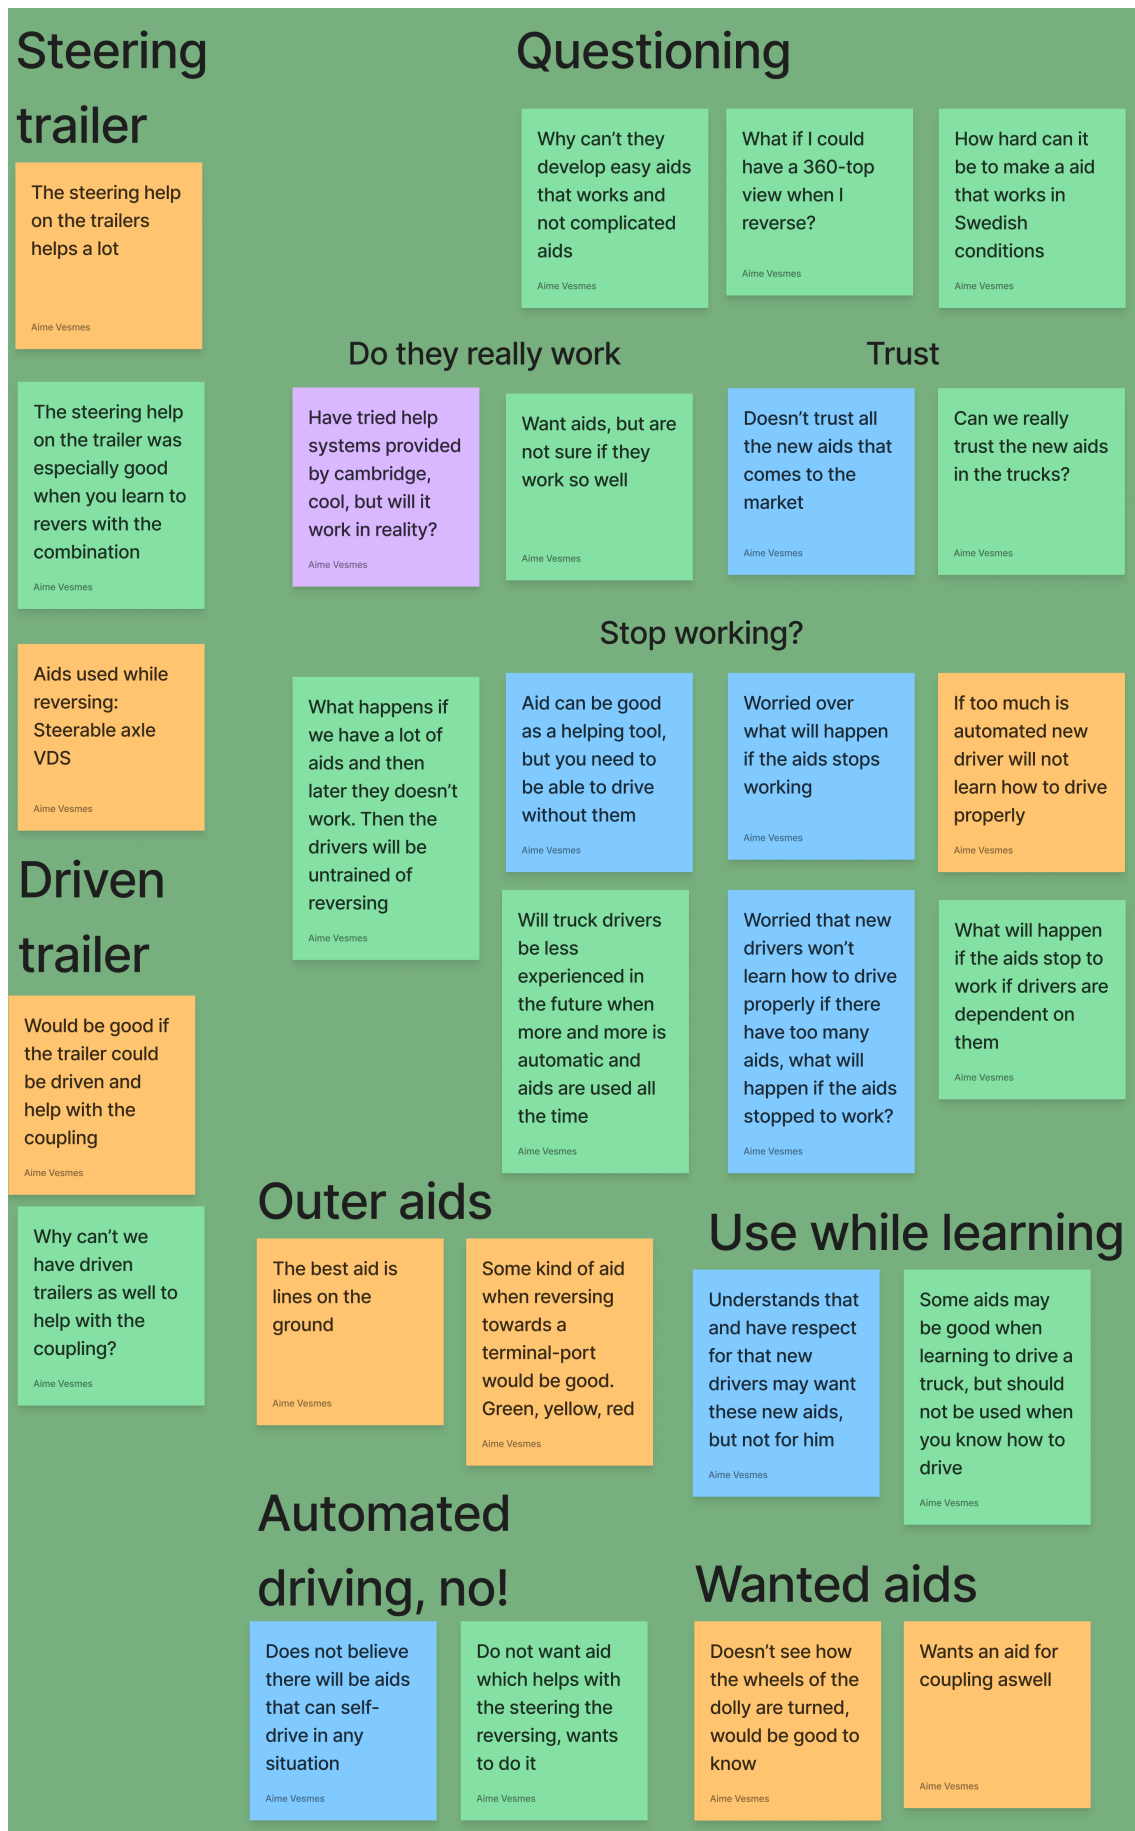 Steering
trailer
The steering help
on the trailers
helps a lot
Aime Vesmes
The steering help
on the trailer was
especially good
when you learn to
revers with the
combination
Aime Vesmes
Aids used while
reversing:
Steerable axle
VDS
Aime Vesmes
Driven
trailer
Would be good if
the trailer could
be driven and
help with the
coupling
Aime Vesmes
Why can't we
have driven
trailers as well to
help with the
coupling?
Aime Vesmes
Questioning
Why can't they
develop easy aids
that works and
not complicated
aids
Aime Vesmes
What if I could
have a 360-top
view when I
reverse?
Aime Vesmes
How hard can it
be to make a aid
that works in
Swedish
conditions
Aime Vesmes
Do they really work
Have tried help
systems provided
by cambridge,
cool, but will it
work in reality?
Aime Vesmes
Want aids, but are
not sure if they
work so well
Aime Vesmes
Trust
Doesn't trust all
the new aids that
comes to the
market
Aime Vesmes
Can we really
trust the new aids
in the trucks?
Aime Vesmes
Stop working?
What happens if
we have a lot of
aids and then
later they doesn't
work. Then the
drivers will be
untrained of
reversing
Aime Vesmes
Aid can be good
as a helping tool,
but you need to
be able to drive
without them
Aime Vesmes
Worried over
what will happen
if the aids stops
working
Aime Vesmes
If too much is
automated new
driver will not
learn how to drive
properly
Aime Vesmes
Will truck drivers
be less
experienced in
the future when
more and more is
automatic and
aids are used all
the time
Aime Vesmes
Worried that new
drivers won't
learn how to drive
properly if there
have too many
aids, what will
happen if the aids
stopped to work?
Aime Vesmes
What will happen
if the aids stop to
work if drivers are
dependent on
them
Aime Vesmes
Outer aids
The best aid is
lines on the
ground
Aime Vesmes
Some kind of aid
when reversing
towards a
terminal-port
would be good.
Green, yellow, red
Aime Vesmes
Use while learning
Understands that
and have respect
for that new
drivers may want
these new aids,
but not for him
Aime Vesmes
Some aids may
be good when
learning to drive a
truck, but should
not be used when
you know how to
drive
Aime Vesmes
Automated
driving, no!
Does not believe
there will be aids
that can self-
drive in any
situation
Aime Vesmes
Do not want aid
which helps with
the steering the
reversing, wants
to do it
Aime Vesmes
Wanted aids
Doesn't see how
the wheels of the
dolly are turned,
would be good to
know
Aime Vesmes
Wants an aid for
coupling aswell
Aime Vesmes